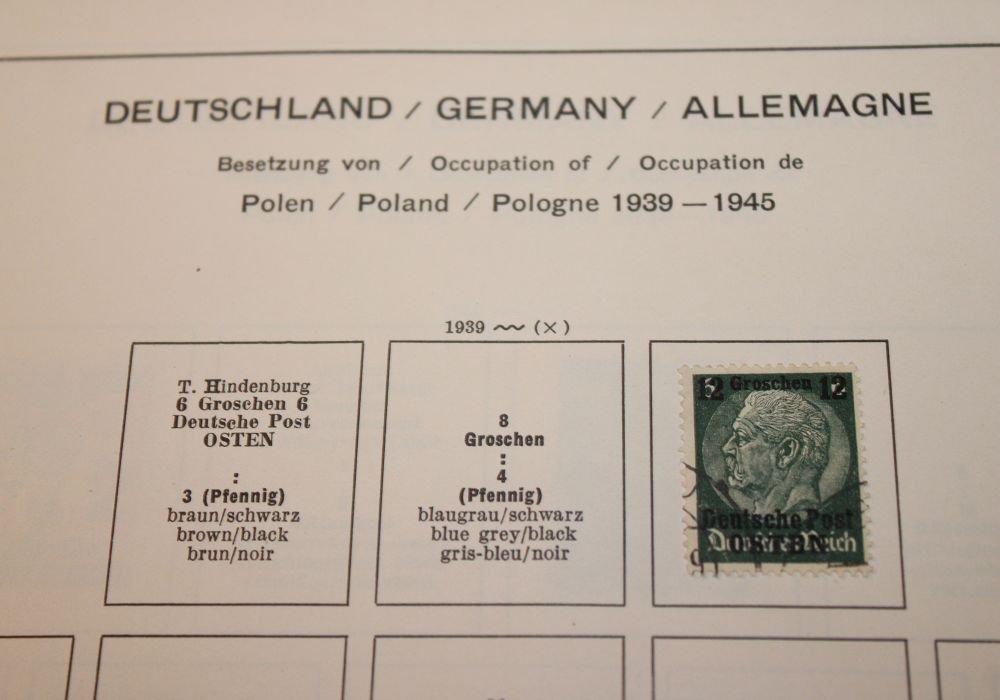 DEUTSCHLAND / GERMANY / ALLEMAGNE
Besetzung von / Occupation of / Occupation de
Polen / Poland / Pologne 1939 — 1945
1939 (×)
T. Hindenburg
6 Groschen 6
Deutsche Post
OSTEN
:
3 (Pfennig)
braun/schwarz
brown/black
brun/noir
8
Groschen
:
4
(Pfennig)
blaugrau/schwarz
blue grey/black
gris-bleu/noir
12 Groschen 12
Deutsche Post
OSTEN
Deutsches Reich